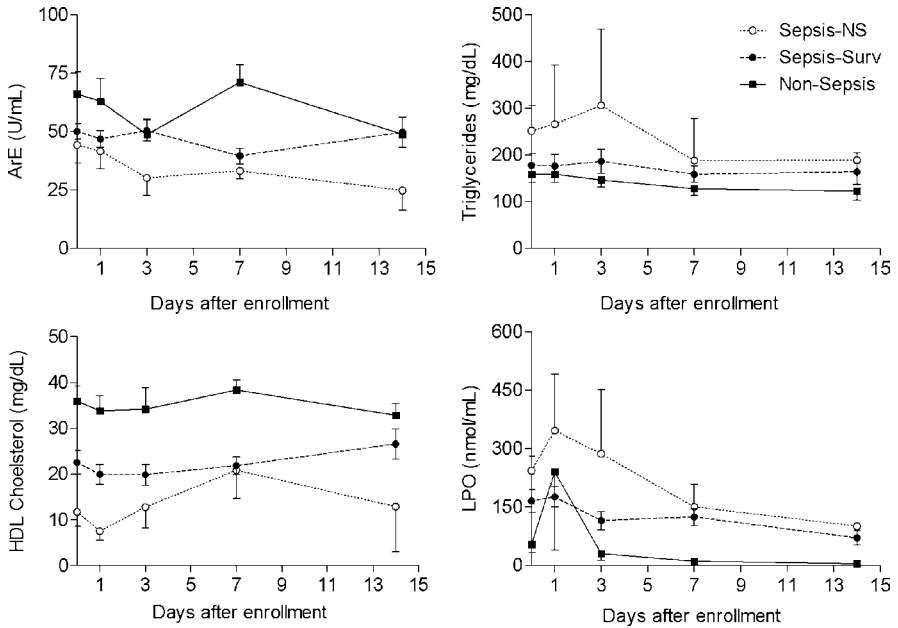 100
75
50
25
0
ArE (U/mL)
1 3 5 7 9 11 13 15
Days after enrollment
500
400
300
200
100
0
Triglycerides (mg/dL)
Sepsis-NS
Sepsis-Surv
Non-Sepsis
1 3 5 7 9 11 13 15
Days after enrollment
50
40
30
20
10
0
HDL Choelsterol (mg/dL)
1 3 5 7 9 11 13 15
Days after enrollment
600
450
300
150
0
LPO (nmol/mL)
1 3 5 7 9 11 13 15
Days after enrollment